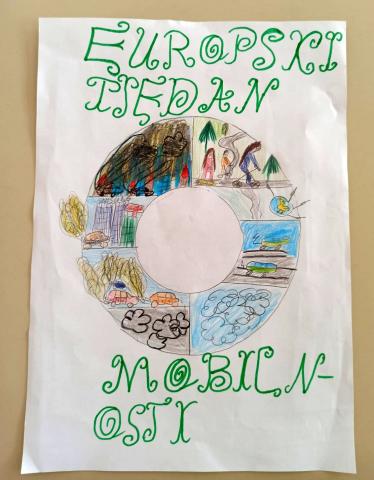 EUROPSKI
TJEDAN
MOBILN-
OSTI